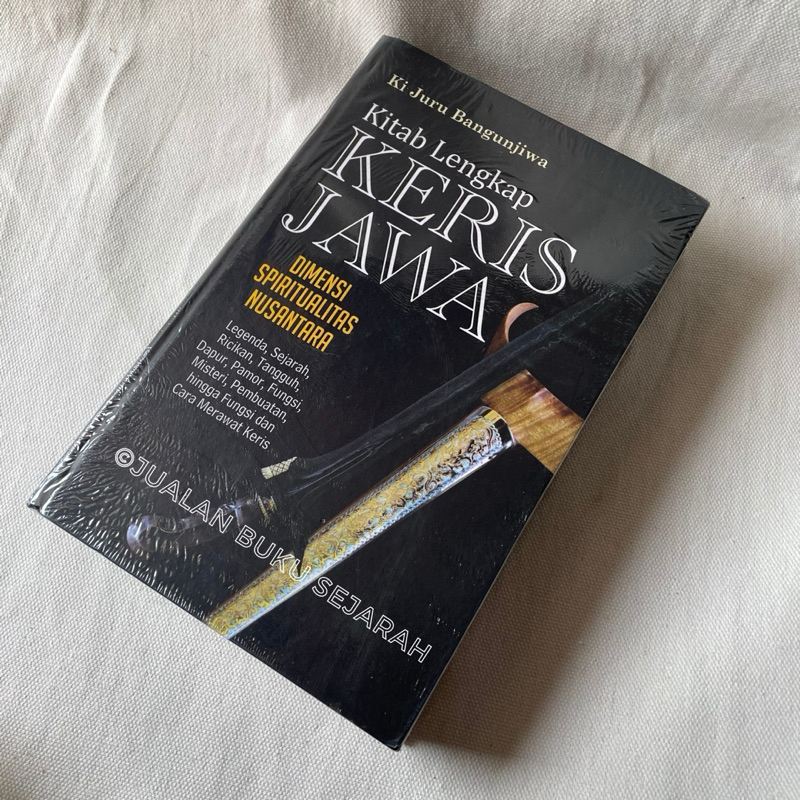 Ki Juru Bangunjiwa
Kitab Lengkap
KERIS
JAWA
DIMENSI
SPIRITUALITAS
NUSANTARA
Legenda, Sejarah,
Ricikan, Tangguh,
Dapur, Pamor, Fungsi,
Misteri, Pembuatan,
hingga Fungsi dan
Cara Merawat Keris
©JUALAN BUKU SEJARAH